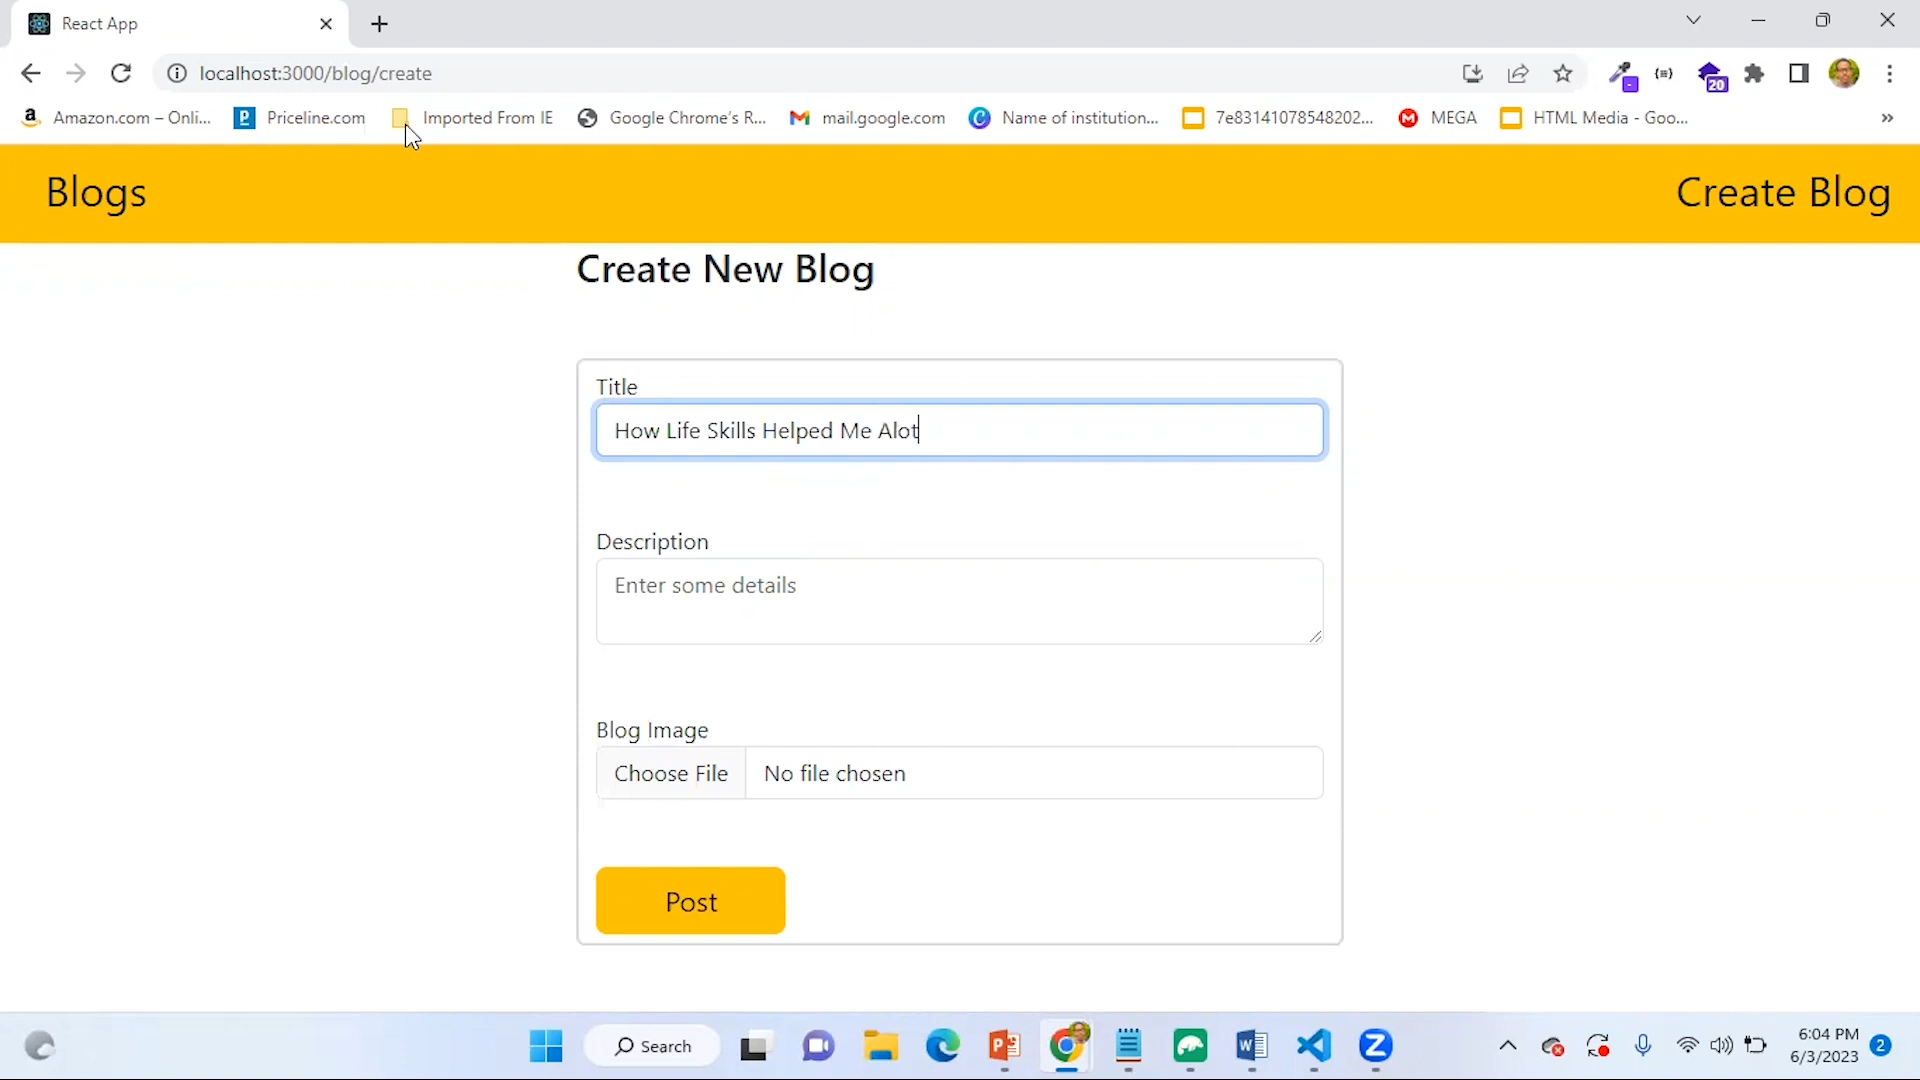 React App
localhost:3000/blog/create
20
Amazon.com – Onli... Priceline.com Imported From IE Google Chrome's R... mail.google.com Name of institution... 7e83141078548202... MEGA HTML Media - Goo... »
Blogs Create Blog
Create New Blog
Title
How Life Skills Helped Me Alot
Description
Enter some details
Blog Image
Choose File No file chosen
Post
Search
6:04 PM
6/3/2023
2